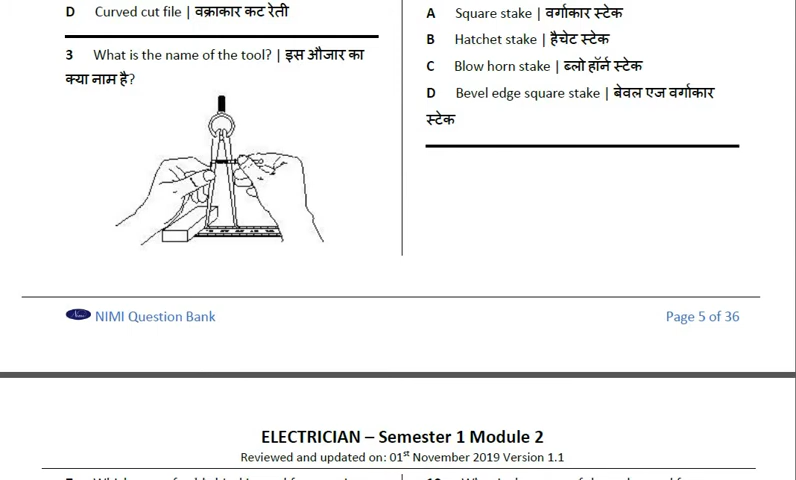 D Curved cut file | वक्राकार कट रेती
3 What is the name of the tool? | इस औजार का
क्या नाम है?
A Square stake | वर्गाकार स्टेक
B Hatchet stake | हैचेट स्टेक
C Blow horn stake | ब्लो हॉर्न स्टेक
D Bevel edge square stake | बेवल एज वर्गाकार
स्टेक
NIMI Question Bank
Page 5 of 36
ELECTRICIAN – Semester 1 Module 2
Reviewed and updated on: 01st November 2019 Version 1.1